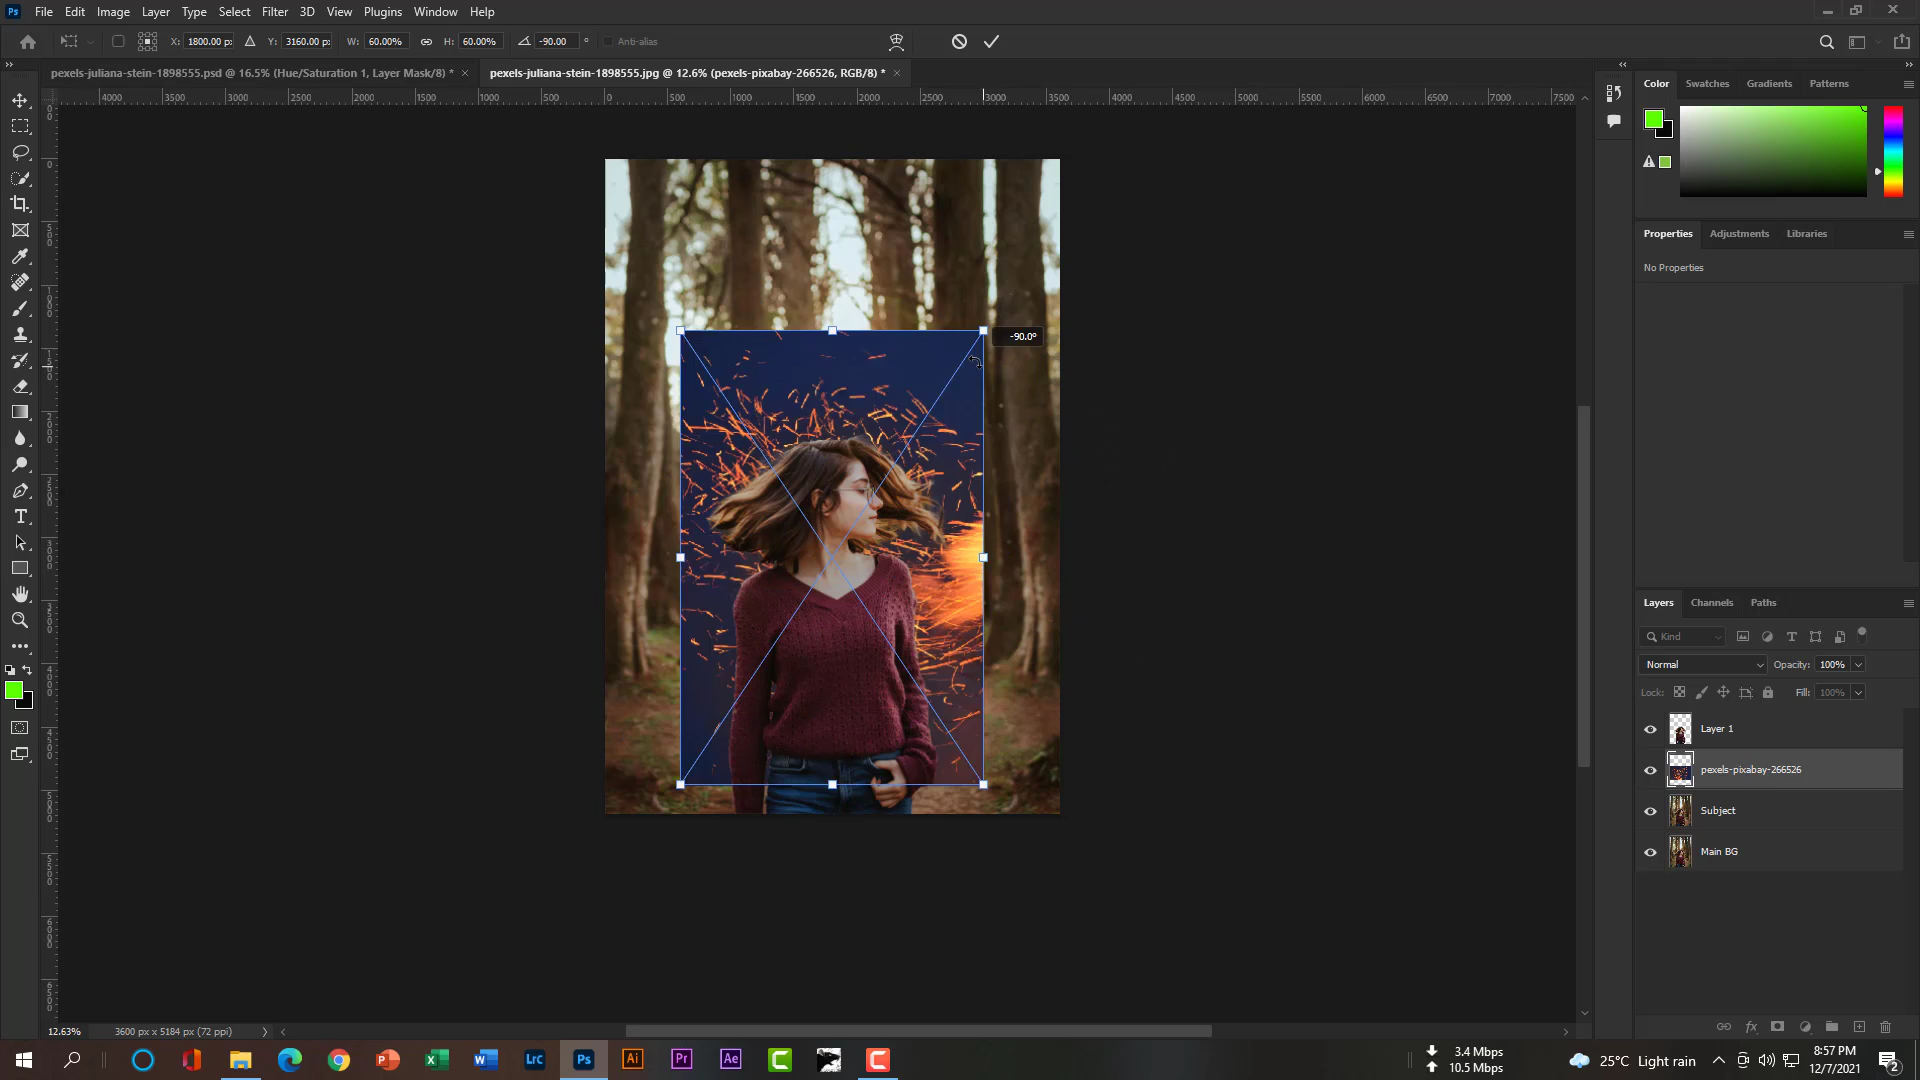 Ps File Edit Image Layer Type Select Filter 3D View Plugins Window Help
X: 1800.00 p: Y: 3160.00 p: W: 60.00% H: 60.00% -90.00 ° Anti-alias
pexels-juliana-stein-1898555.psd @ 16.5% (Hue/Saturation 1, Layer Mask/8) * ×
pexels-juliana-stein-1898555.jpg @ 12.6% (pexels-pixabay-266526, RGB/8) * ×
4000 3500 3000 2500 2000 1500 1000 500 0 500 1000 1500 2000 2500 3000 3500 4000 4500 5000 5500 6000 6500 7000 7500
Color Swatches Gradients Patterns
Properties Adjustments Libraries
No Properties
-90.0°
Layers Channels Paths
Kind
Normal Opacity: 100%
Lock: Fill: 100%
Layer 1
pexels-pixabay-266526
Subject
Main BG
12.63% 3600 px x 5184 px (72 ppi)
Lrc Ps Ai Pr Ae
3.4 Mbps
10.5 Mbps
25°C Light rain
8:57 PM
12/7/2021
2